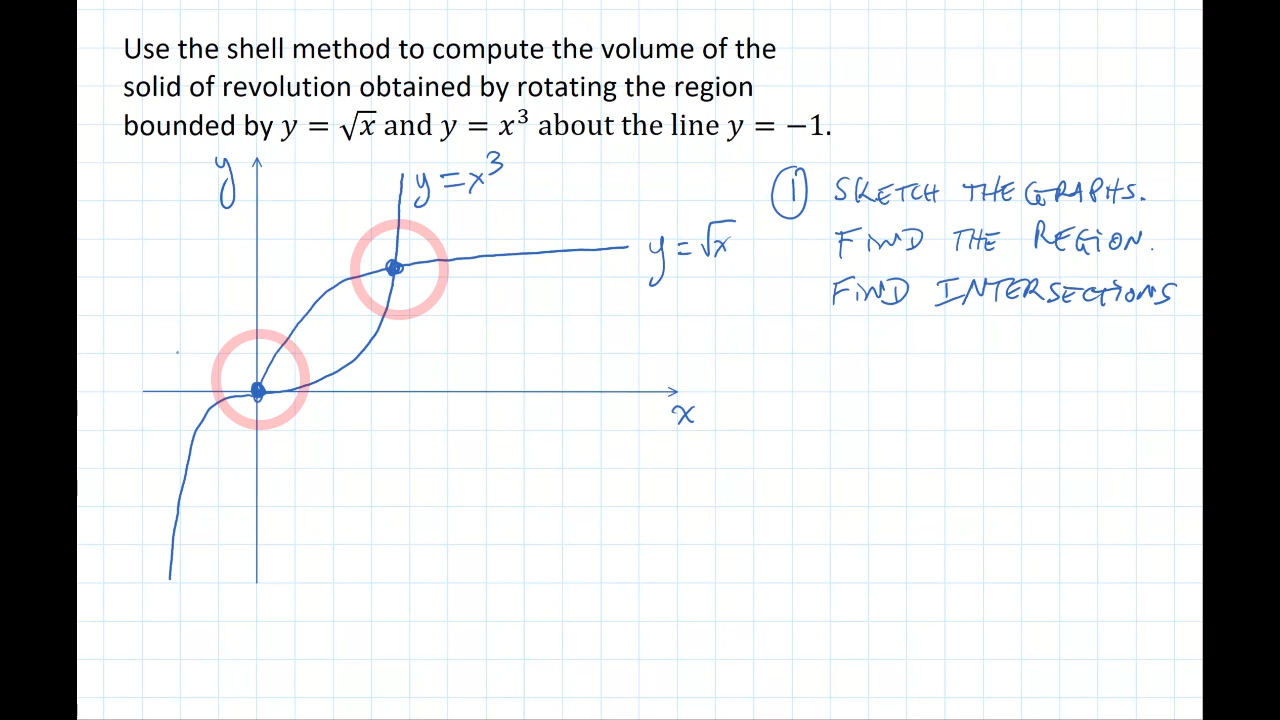 Use the shell method to compute the volume of the
solid of revolution obtained by rotating the region
bounded by y = √x and y = x³ about the line y = −1.
y
y = x³
① SKETCH THE GRAPHS.
y = √x
FIND THE REGION.
FIND INTERSECTIONS
x